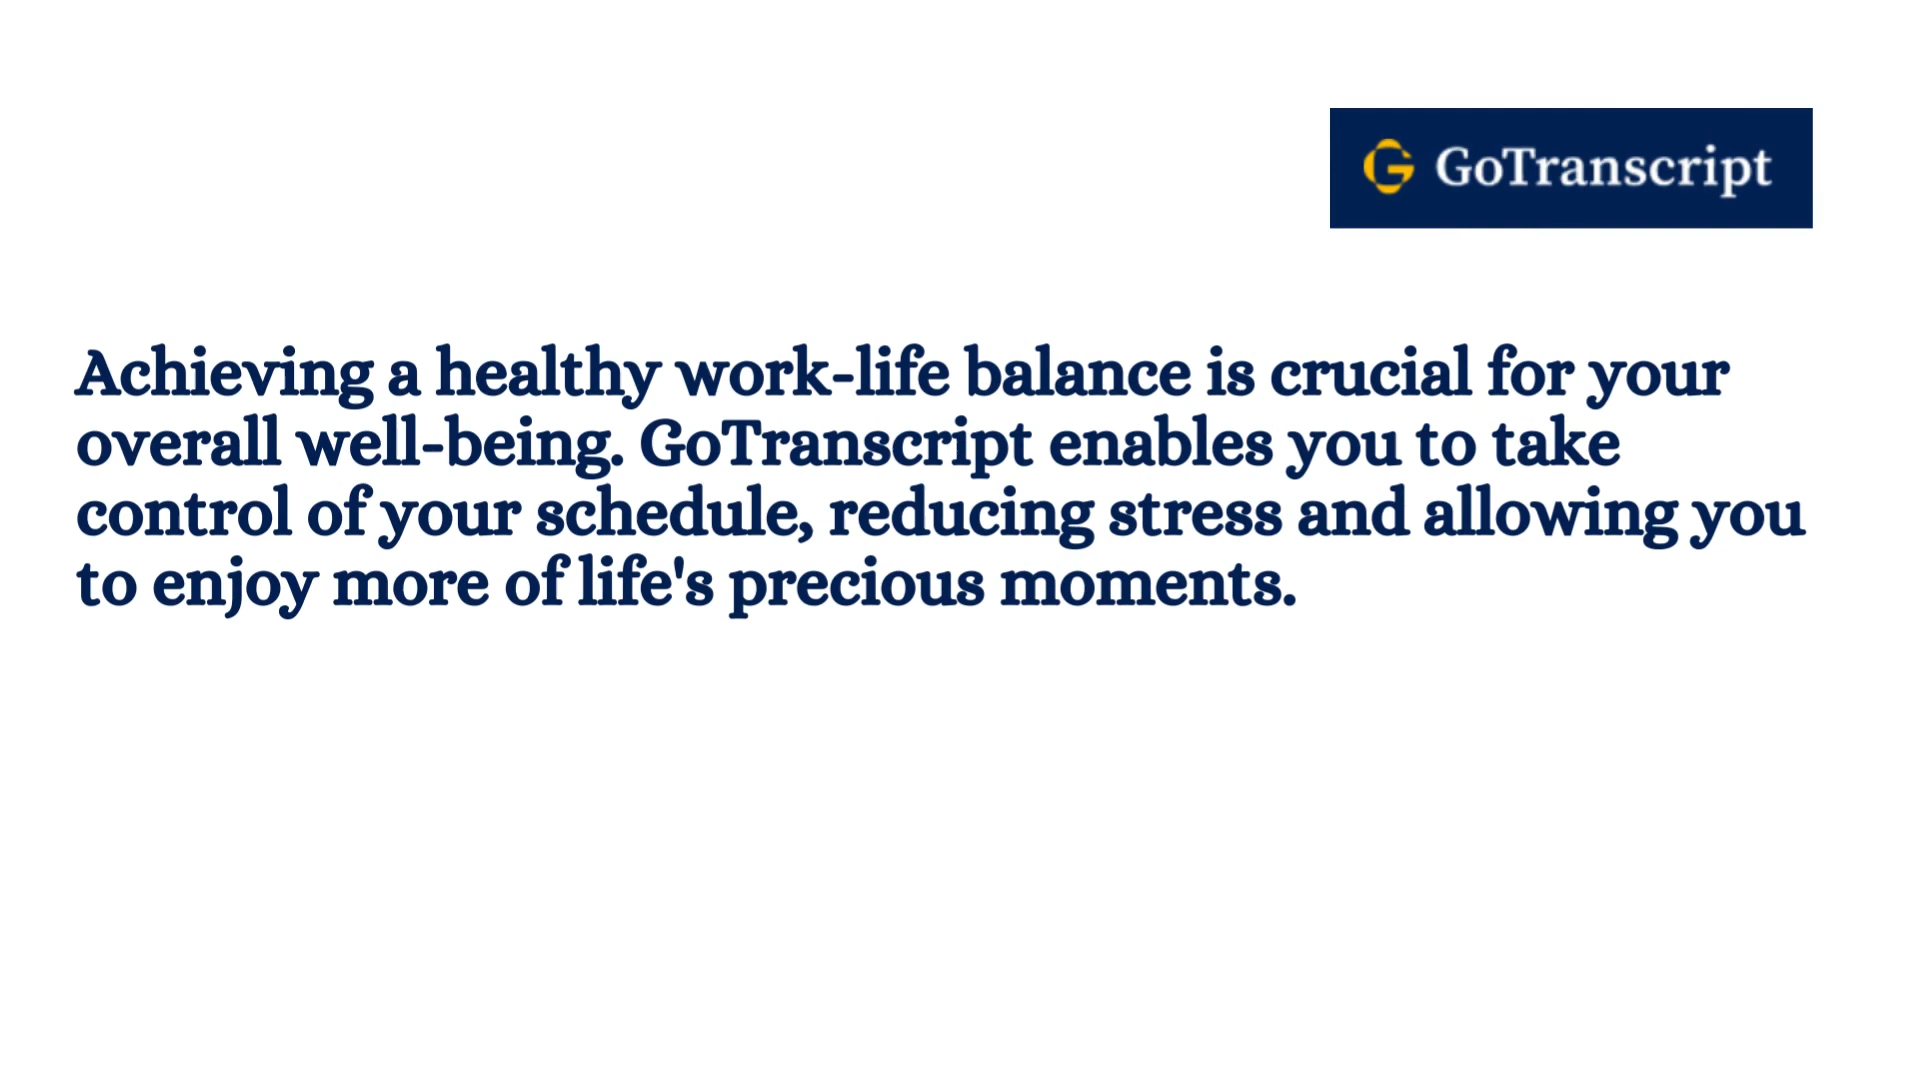 GoTranscript
Achieving a healthy work-life balance is crucial for your
overall well-being. GoTranscript enables you to take
control of your schedule, reducing stress and allowing you
to enjoy more of life's precious moments.